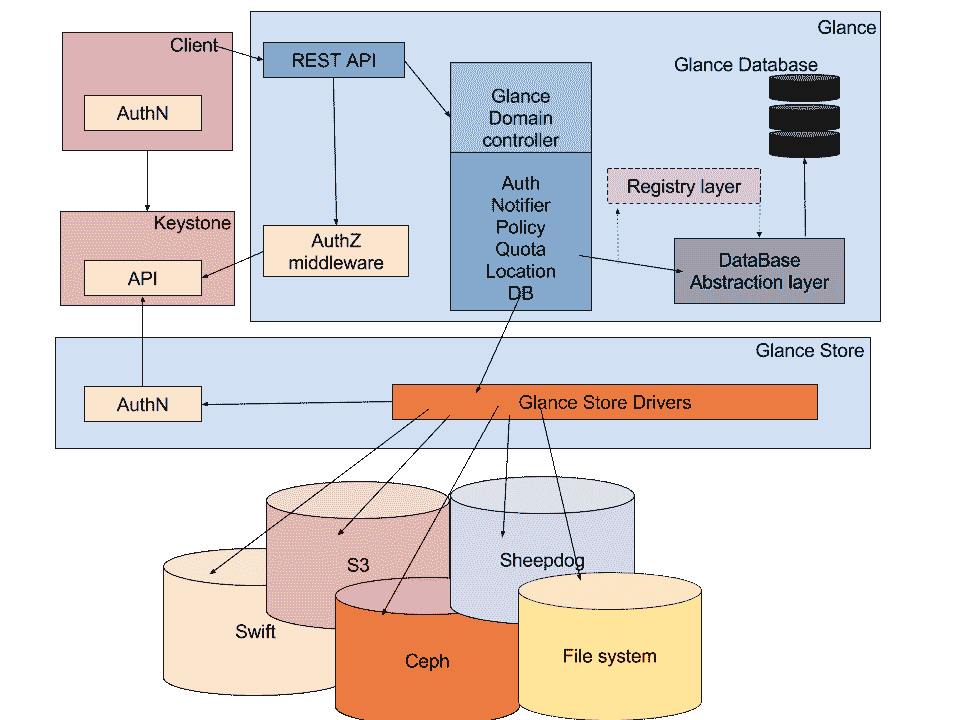 Glance
Client
REST API
Glance Database
AuthN
Glance
Domain
controller
Auth
Notifier
Policy
Quota
Location
DB
Registry layer
Keystone
API
AuthZ
middleware
DataBase
Abstraction layer
Glance Store
AuthN
Glance Store Drivers
S3
Sheepdog
Swift
Ceph
File system